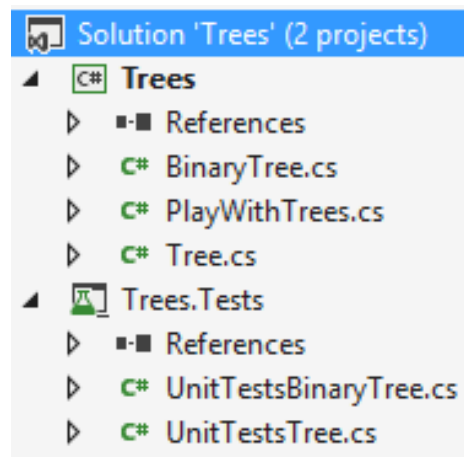 Solution 'Trees' (2 projects)
C# Trees
References
C# BinaryTree.cs
C# PlayWithTrees.cs
C# Tree.cs
Trees.Tests
References
C# UnitTestsBinaryTree.cs
C# UnitTestsTree.cs